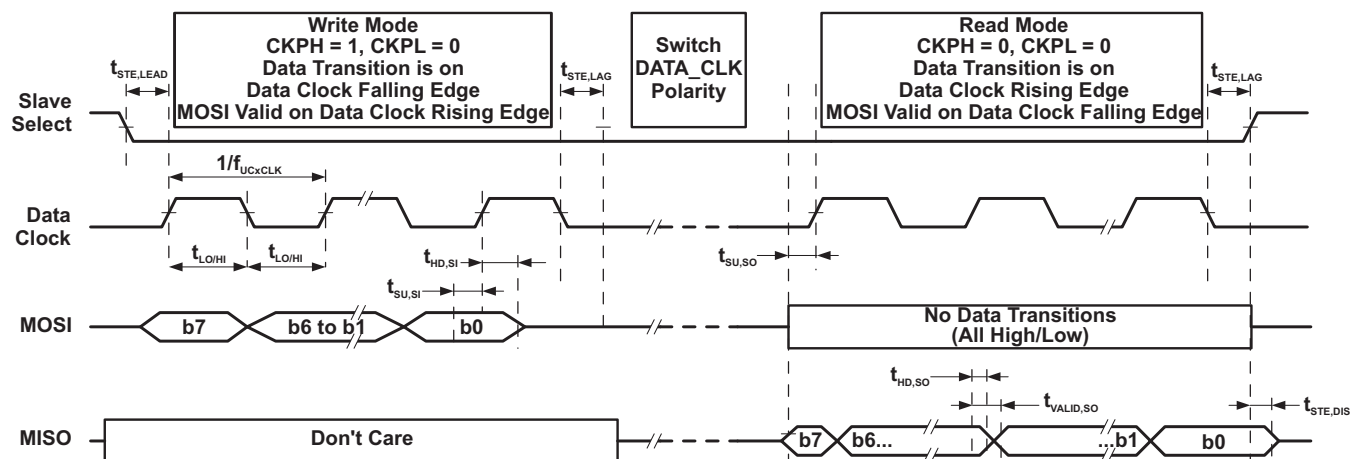 Write Mode
CKPH = 1, CKPL = 0
Data Transition is on
Data Clock Falling Edge
MOSI Valid on Data Clock Rising Edge
Switch
DATA_CLK
Polarity
Read Mode
CKPH = 0, CKPL = 0
Data Transition is on
Data Clock Rising Edge
MOSI Valid on Data Clock Falling Edge
tSTE,LEAD
tSTE,LAG
tSTE,LAG
Slave
Select
1/fUCxCLK
Data
Clock
tLO/HI
tLO/HI
tHD,SI
tSU,SI
tSU,SO
MOSI
b7
b6 to b1
b0
No Data Transitions
(All High/Low)
tHD,SO
tVALID,SO
tSTE,DIS
MISO
Don't Care
b7
b6...
...b1
b0